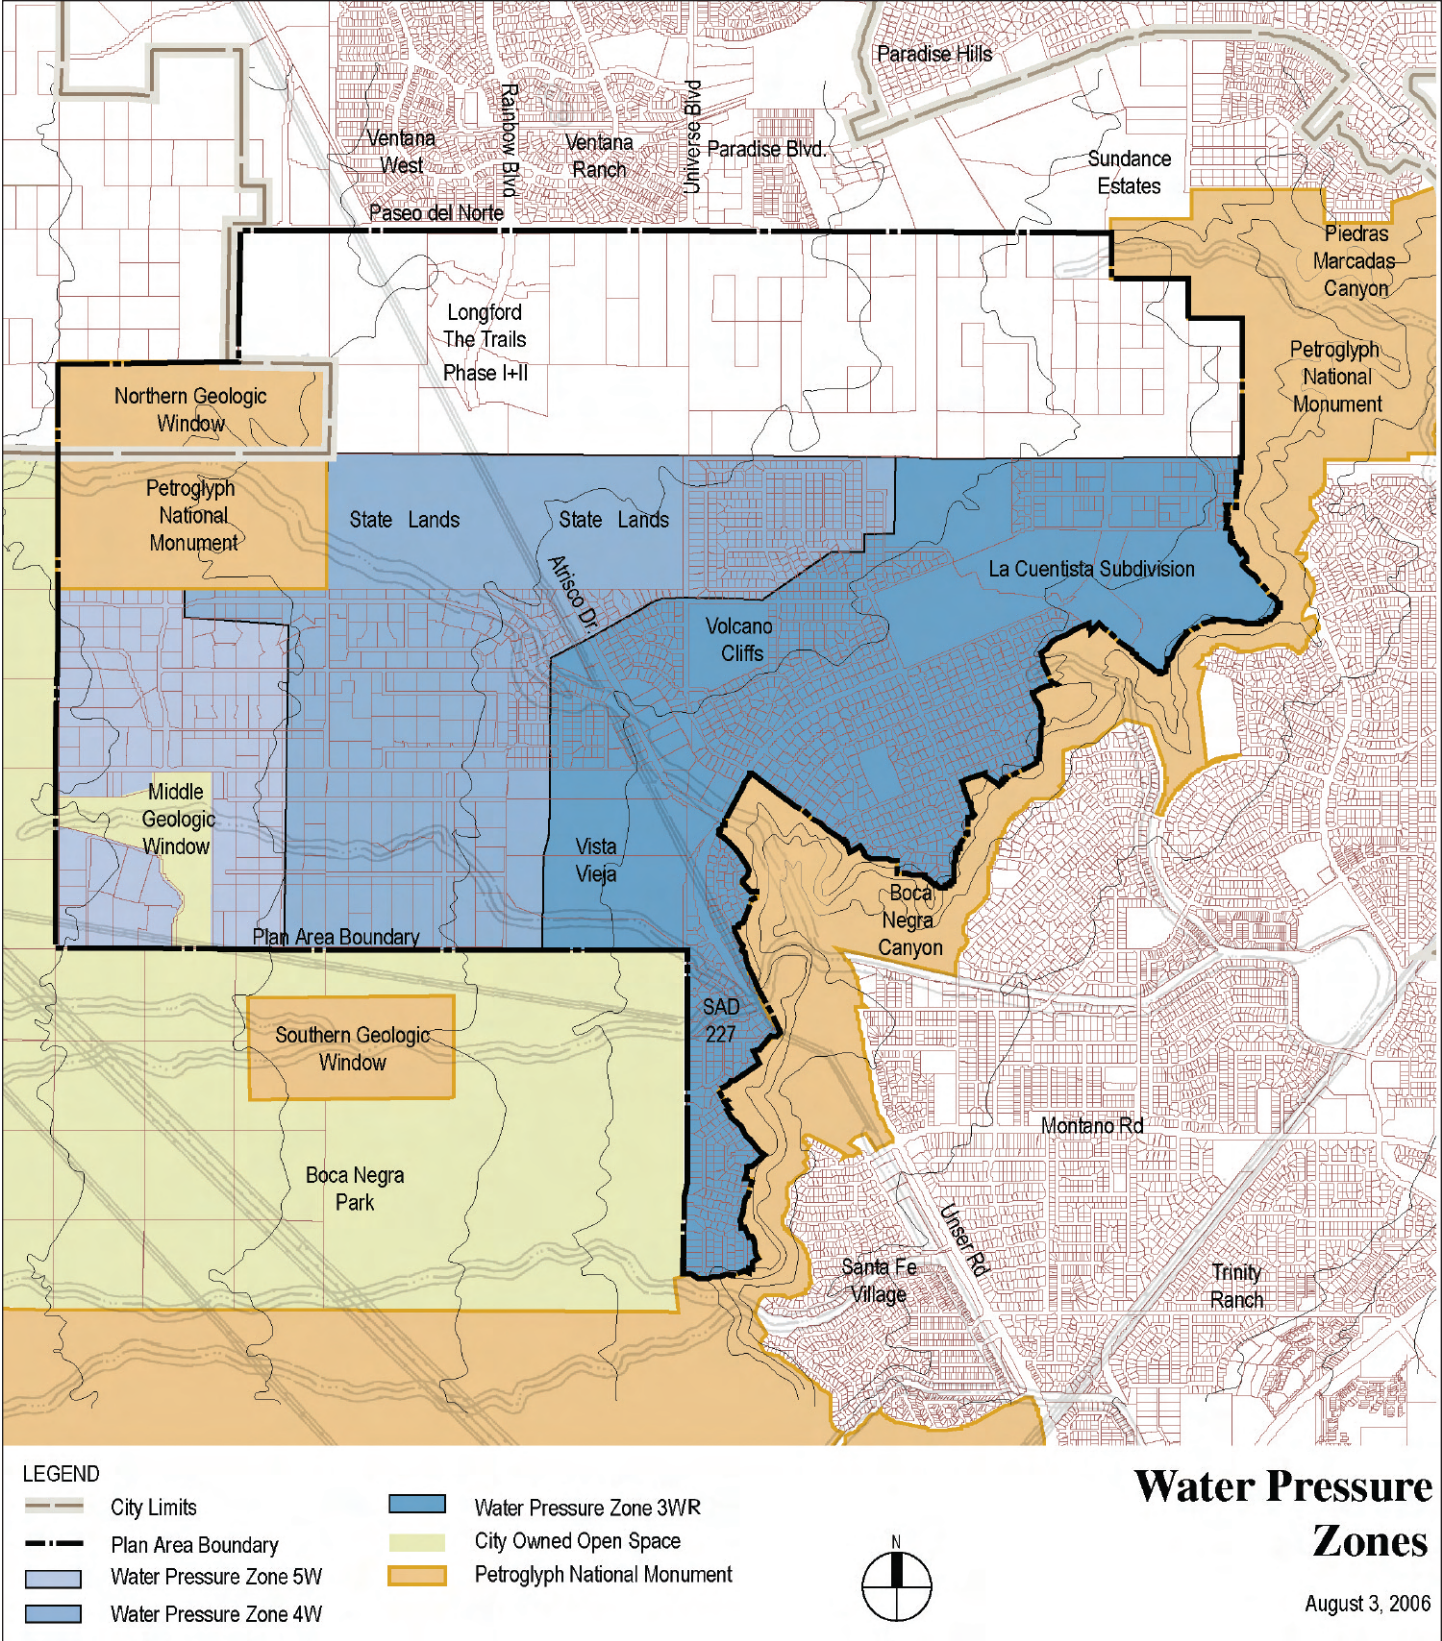 Paradise Hills
Rainbow Blvd
Universe Blvd
Ventana
West
Ventana
Ranch
Paradise Blvd.
Sundance
Estates
Paseo del Norte
Piedras
Marcadas
Canyon
Longford
The Trails
Phase I+II
Petroglyph
National
Monument
Northern Geologic
Window
Petroglyph
National
Monument
State Lands
State Lands
Atrisco Dr.
La Cuentista Subdivision
Volcano
Cliffs
Middle
Geologic
Window
Vista
Vieja
Boca
Negra
Canyon
Plan Area Boundary
SAD
227
Southern Geologic
Window
Montano Rd
Boca Negra
Park
Unser Rd
Santa Fe
Village
Trinity
Ranch
LEGEND
City Limits
Plan Area Boundary
Water Pressure Zone 5W
Water Pressure Zone 4W
Water Pressure Zone 3WR
City Owned Open Space
Petroglyph National Monument
N
Water Pressure
Zones
August 3, 2006